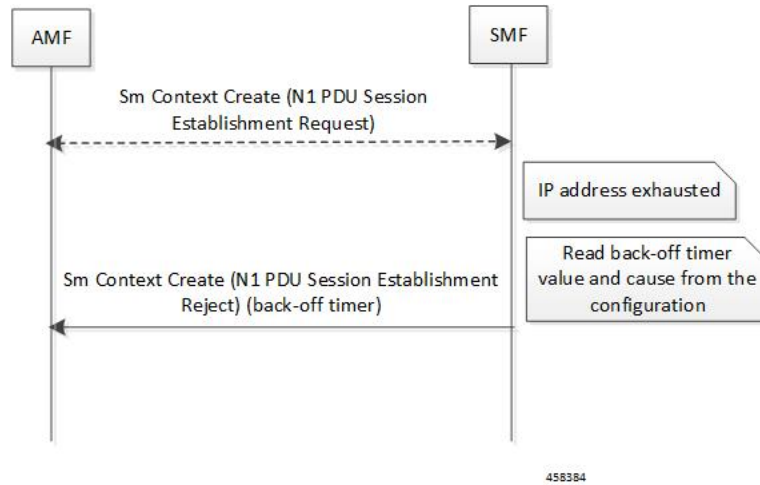 AMF
SMF
Sm Context Create (N1 PDU Session
Establishment Request)
IP address exhausted
Read back-off timer
value and cause from the
configuration
Sm Context Create (N1 PDU Session Establishment
Reject) (back-off timer)
458384